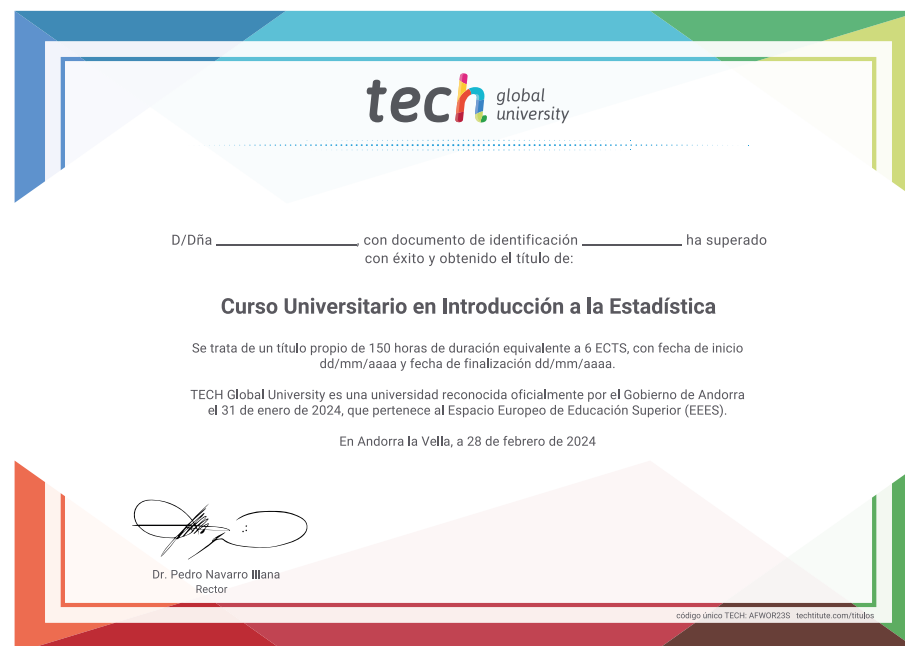 tech global university
D/Dña ____________, con documento de identificación ____________ ha superado
con éxito y obtenido el título de:
Curso Universitario en Introducción a la Estadística
Se trata de un título propio de 150 horas de duración equivalente a 6 ECTS, con fecha de inicio
dd/mm/aaaa y fecha de finalización dd/mm/aaaa.
TECH Global University es una universidad reconocida oficialmente por el Gobierno de Andorra
el 31 de enero de 2024, que pertenece al Espacio Europeo de Educación Superior (EEES).
En Andorra la Vella, a 28 de febrero de 2024
Dr. Pedro Navarro Illana
Rector
código único TECH: AFWOR23S techtitute.com/titulos